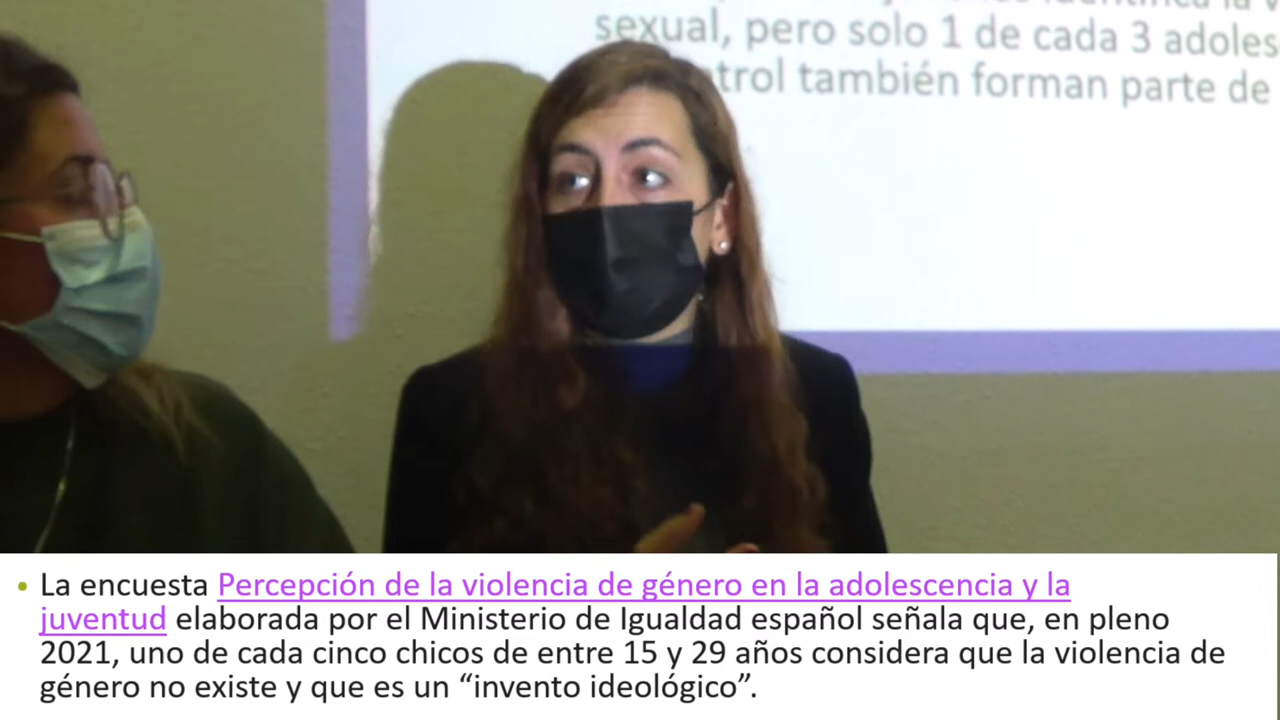 sexual, pero solo 1 de cada 3
también forman parte de
• La encuesta Percepción de la violencia de género en la adolescencia y la
juventud elaborada por el Ministerio de Igualdad español señala que, en pleno
2021, uno de cada cinco chicos de entre 15 y 29 años considera que la violencia de
género no existe y que es un “invento ideológico”.